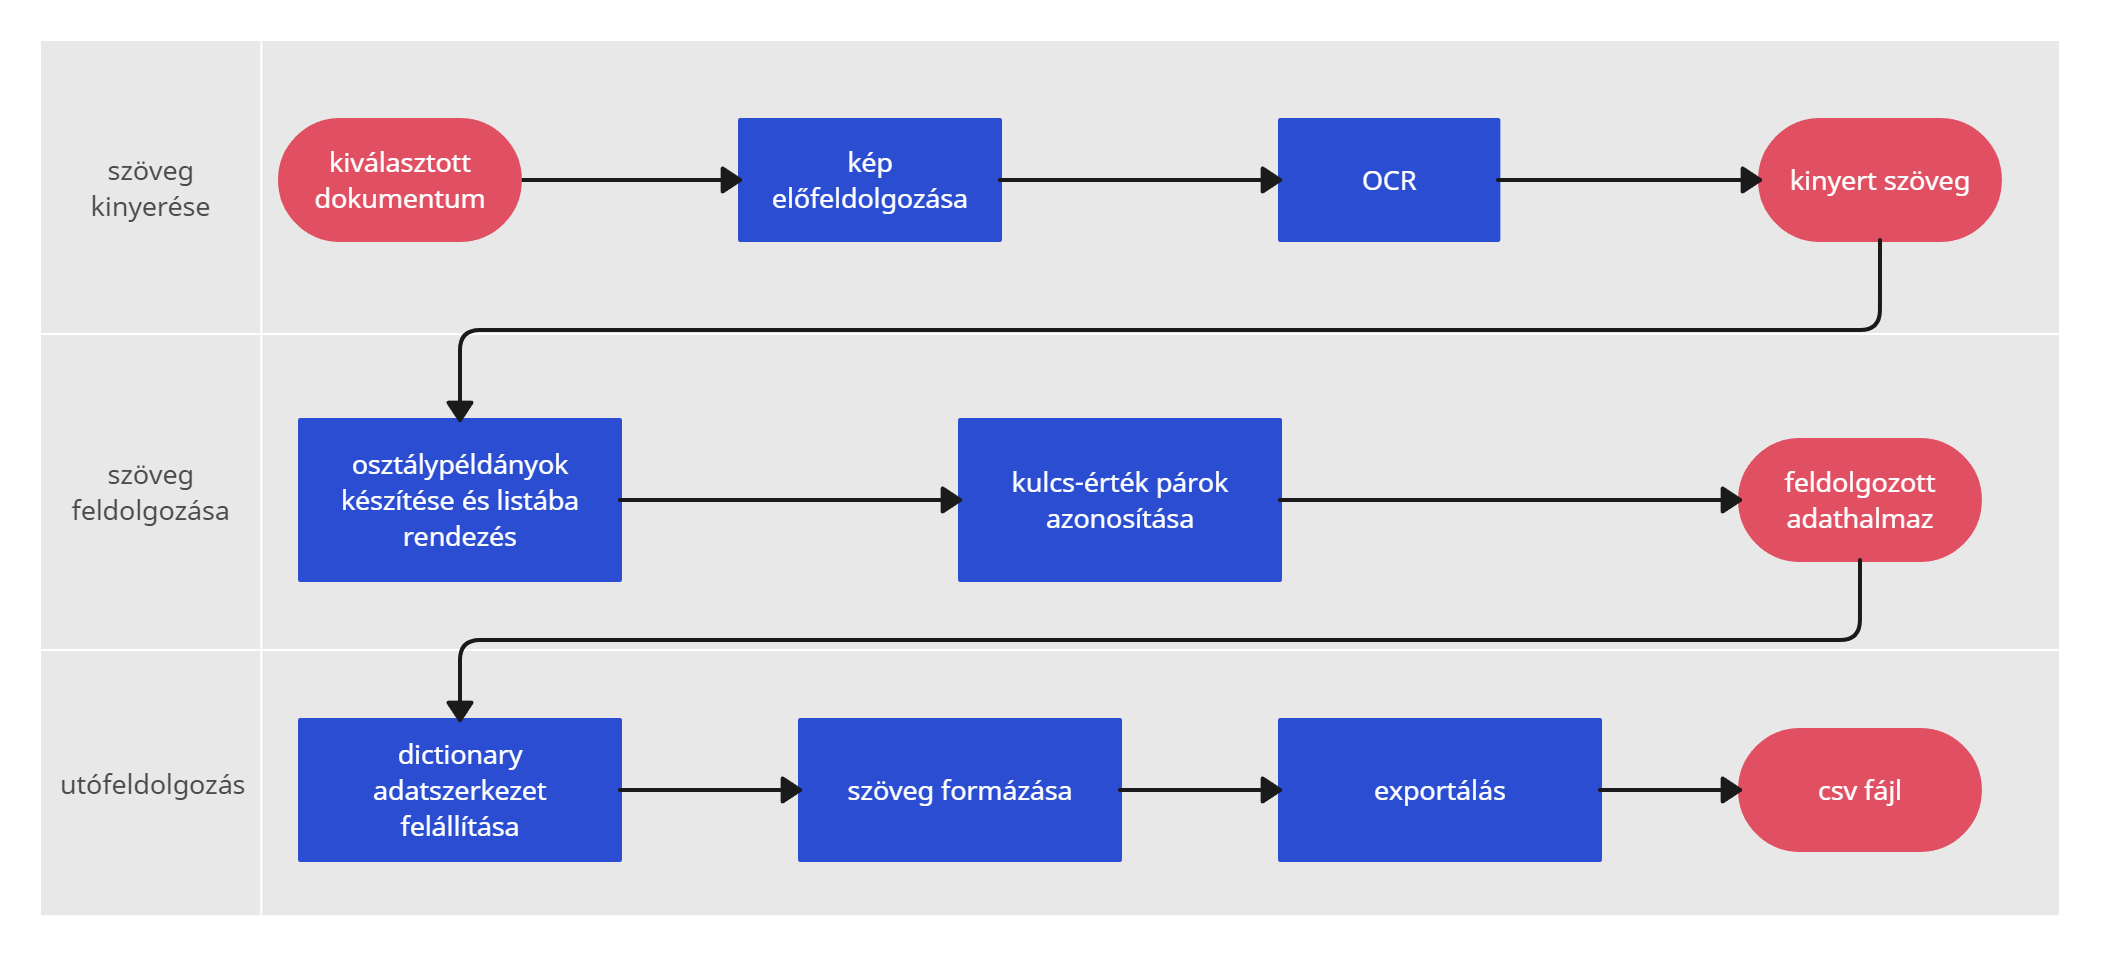 szöveg
kinyerése
kiválasztott
dokumentum
kép
előfeldolgozása
OCR
kinyert szöveg
szöveg
feldolgozása
osztálypéldányok
készítése és listába
rendezés
kulcs-érték párok
azonosítása
feldolgozott
adathalmaz
utófeldolgozás
dictionary
adatszerkezet
felállítása
szöveg formázása
exportálás
csv fájl